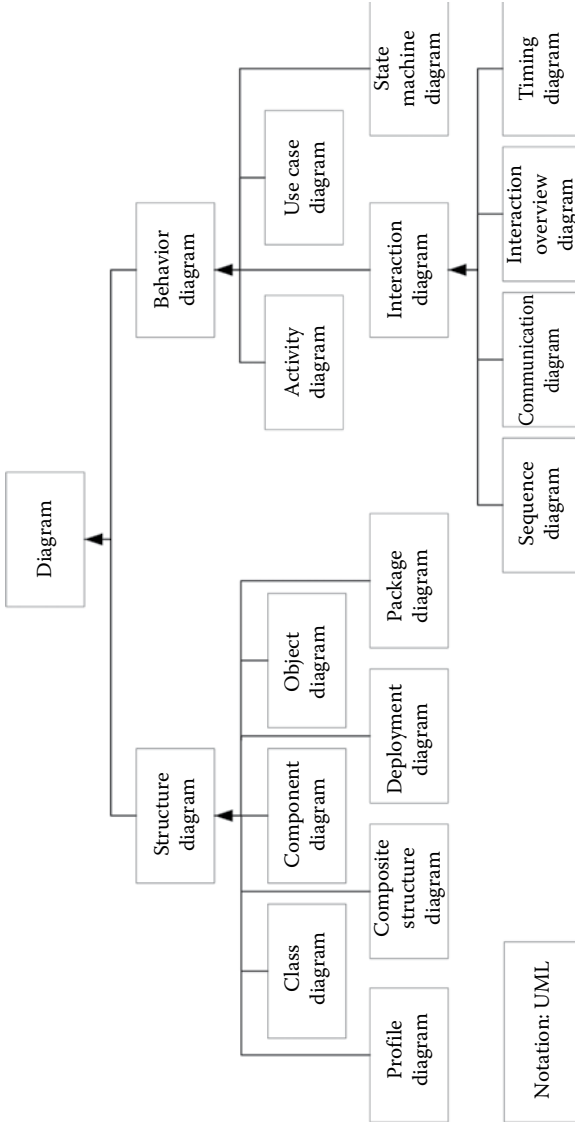 Diagram
Structure
diagram
Behavior
diagram
Class
diagram
Component
diagram
Object
diagram
Activity
diagram
Use case
diagram
Profile
diagram
Composite
structure
diagram
Deployment
diagram
Package
diagram
Interaction
diagram
State
machine
diagram
Sequence
diagram
Communication
diagram
Interaction
overview
diagram
Timing
diagram
Notation: UML